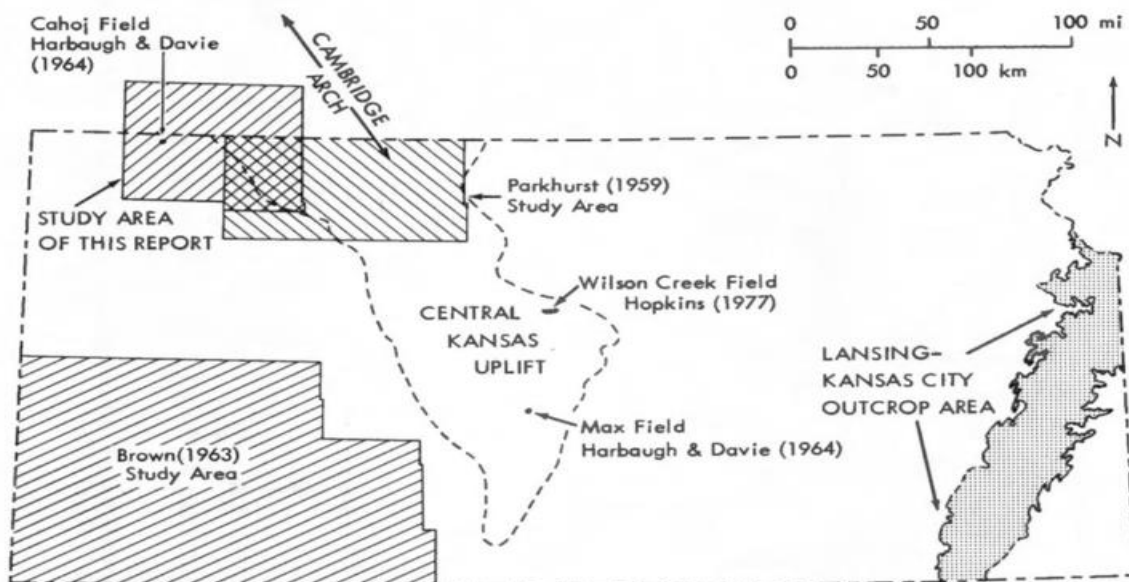 Cahoj Field
Harbaugh & Davie
(1964)
CAMBRIDGE
ARCH
0 50 100 mi
0 50 100 km
N
STUDY AREA
OF THIS REPORT
Parkhurst (1959)
Study Area
Wilson Creek Field
Hopkins (1977)
CENTRAL
KANSAS
UPLIFT
LANSING–
KANSAS CITY
OUTCROP AREA
Max Field
Harbaugh & Davie (1964)
Brown(1963)
Study Area